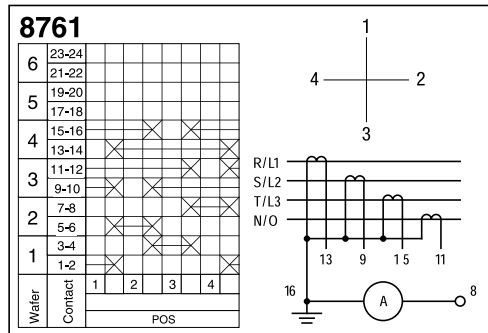 8761
6 23-24
21-22
5 19-20
17-18
4 15-16
13-14
3 11-12
9-10
2 7-8
5-6
1 3-4
1-2
Wafer Contact 1 2 3 4
POS
1
4 2
3
R/L1
S/L2
T/L3
N/O
13 9 1 5 11
16 A 8